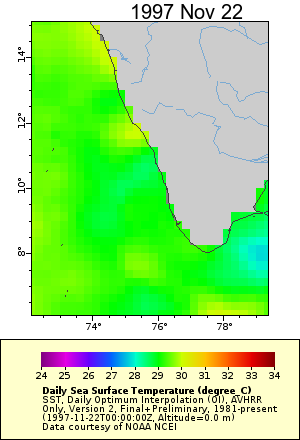 1997 Nov 22
14°
12°
10°
8°
74°
76°
78°
24 25 26 27 28 29 30 31 32 33 34
Daily Sea Surface Temperature (degree_C)
SST, Daily Optimum Interpolation (OI), AVHRR
Only, Version 2, Final+Preliminary, 1981-present
(1997-11-22T00:00:00Z, Altitude=0.0 m)
Data courtesy of NOAA NCEI